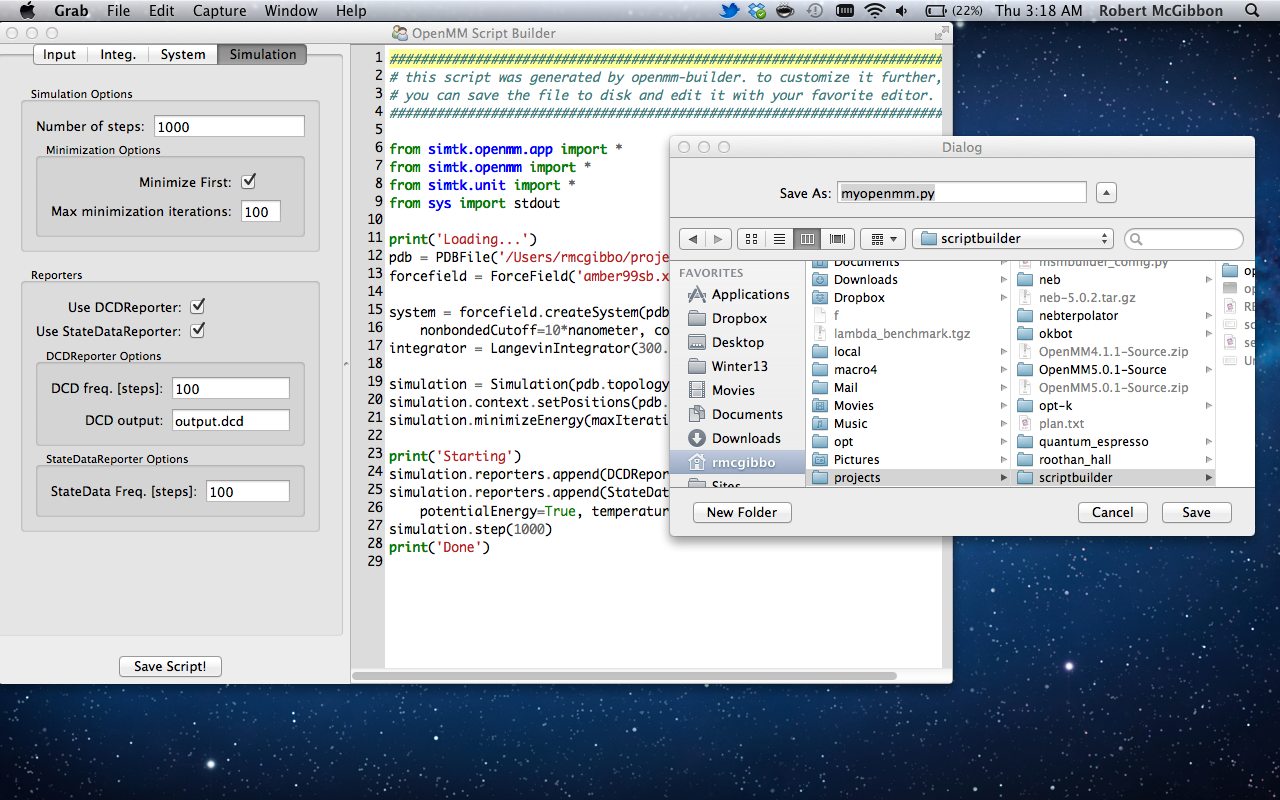 Grab File Edit Capture Window Help (22%) Thu 3:18 AM Robert McGibbon
OpenMM Script Builder
Input Integ. System Simulation
Simulation Options
Number of steps: 1000
Minimization Options
Minimize First:
Max minimization iterations: 100
Reporters
Use DCDReporter:
Use StateDataReporter:
DCDReporter Options
DCD freq. [steps]: 100
DCD output: output.dcd
StateDataReporter Options
StateData Freq. [steps]: 100
Save Script!
1 ########################################################################
2 # this script was generated by openmm-builder. to customize it further,
3 # you can save the file to disk and edit it with your favorite editor.
4 ########################################################################
5
6 from simtk.openmm.app import *
7 from simtk.openmm import *
8 from simtk.unit import *
9 from sys import stdout
10
11 print('Loading...')
12 pdb = PDBFile('/Users/rmcgibbo/proje
13 forcefield = ForceField('amber99sb.x
14
15 system = forcefield.createSystem(pdb
16 nonbondedCutoff=10*nanometer, co
17 integrator = LangevinIntegrator(300.
18
19 simulation = Simulation(pdb.topology
20 simulation.context.setPositions(pdb.
21 simulation.minimizeEnergy(maxIterati
22
23 print('Starting')
24 simulation.reporters.append(DCDRepor
25 simulation.reporters.append(StateDat
26 potentialEnergy=True, temperatur
27 simulation.step(1000)
28 print('Done')
29
Dialog
Save As: myopenmm.py
scriptbuilder
FAVORITES
Applications
Dropbox
Desktop
Winter13
Movies
Documents
Downloads
rmcgibbo
Sites
Documents
Downloads
Dropbox
f
lambda_benchmark.tgz
local
macro4
Mail
Movies
Music
opt
Pictures
projects
msmbuilder_config.py
neb
neb-5.0.2.tar.gz
nebterpolator
okbot
OpenMM4.1.1-Source.zip
OpenMM5.0.1-Source
OpenMM5.0.1-Source.zip
opt-k
plan.txt
quantum_espresso
roothan_hall
scriptbuilder
op
op
RE
sc
se
Un
New Folder Cancel Save